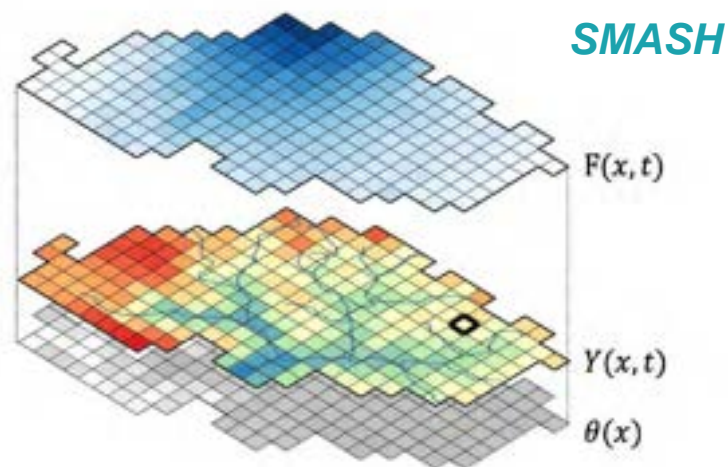 SMASH
F(x, t)
Y(x, t)
θ(x)